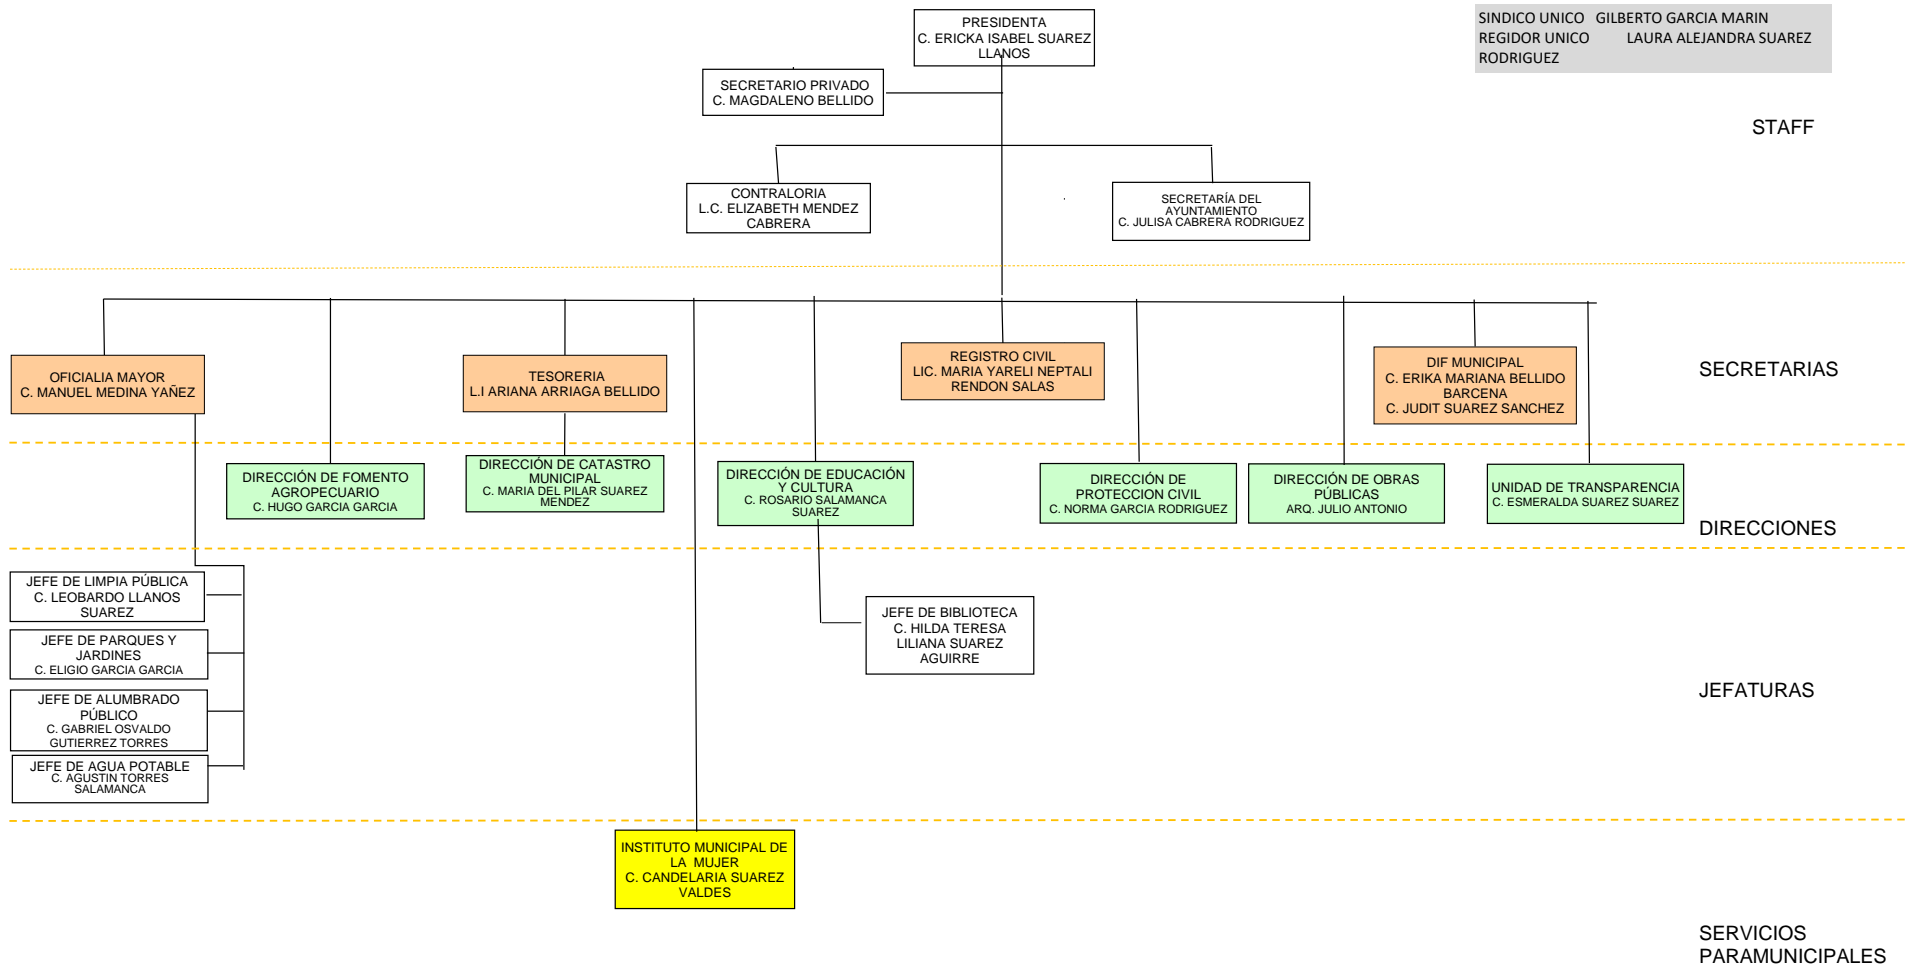 PRESIDENTA
C. ERICKA ISABEL SUAREZ
LLANOS
SINDICO UNICO GILBERTO GARCIA MARIN
REGIDOR UNICO LAURA ALEJANDRA SUAREZ
RODRIGUEZ
SECRETARIO PRIVADO
C. MAGDALENO BELLIDO
STAFF
CONTRALORIA
L.C. ELIZABETH MENDEZ
CABRERA
SECRETARÍA DEL
AYUNTAMIENTO
C. JULISA CABRERA RODRIGUEZ
OFICIALIA MAYOR
C. MANUEL MEDINA YAÑEZ
TESORERIA
L.I ARIANA ARRIAGA BELLIDO
REGISTRO CIVIL
LIC. MARIA YARELI NEPTALI
RENDON SALAS
DIF MUNICIPAL
C. ERIKA MARIANA BELLIDO
BARCENA
C. JUDIT SUAREZ SANCHEZ
SECRETARIAS
DIRECCIÓN DE FOMENTO
AGROPECUARIO
C. HUGO GARCIA GARCIA
DIRECCIÓN DE CATASTRO
MUNICIPAL
C. MARIA DEL PILAR SUAREZ
MENDEZ
DIRECCIÓN DE EDUCACIÓN
Y CULTURA
C. ROSARIO SALAMANCA
SUAREZ
DIRECCIÓN DE
PROTECCION CIVIL
C. NORMA GARCIA RODRIGUEZ
DIRECCIÓN DE OBRAS
PÚBLICAS
ARQ. JULIO ANTONIO
UNIDAD DE TRANSPARENCIA
C. ESMERALDA SUAREZ SUAREZ
DIRECCIONES
JEFE DE LIMPIA PÚBLICA
C. LEOBARDO LLANOS
SUAREZ
JEFE DE PARQUES Y
JARDINES
C. ELIGIO GARCIA GARCIA
JEFE DE ALUMBRADO
PÚBLICO
C. GABRIEL OSVALDO
GUTIERREZ TORRES
JEFE DE AGUA POTABLE
C. AGUSTIN TORRES
SALAMANCA
JEFE DE BIBLIOTECA
C. HILDA TERESA
LILIANA SUAREZ
AGUIRRE
JEFATURAS
INSTITUTO MUNICIPAL DE
LA MUJER
C. CANDELARIA SUAREZ
VALDES
SERVICIOS
PARAMUNICIPALES